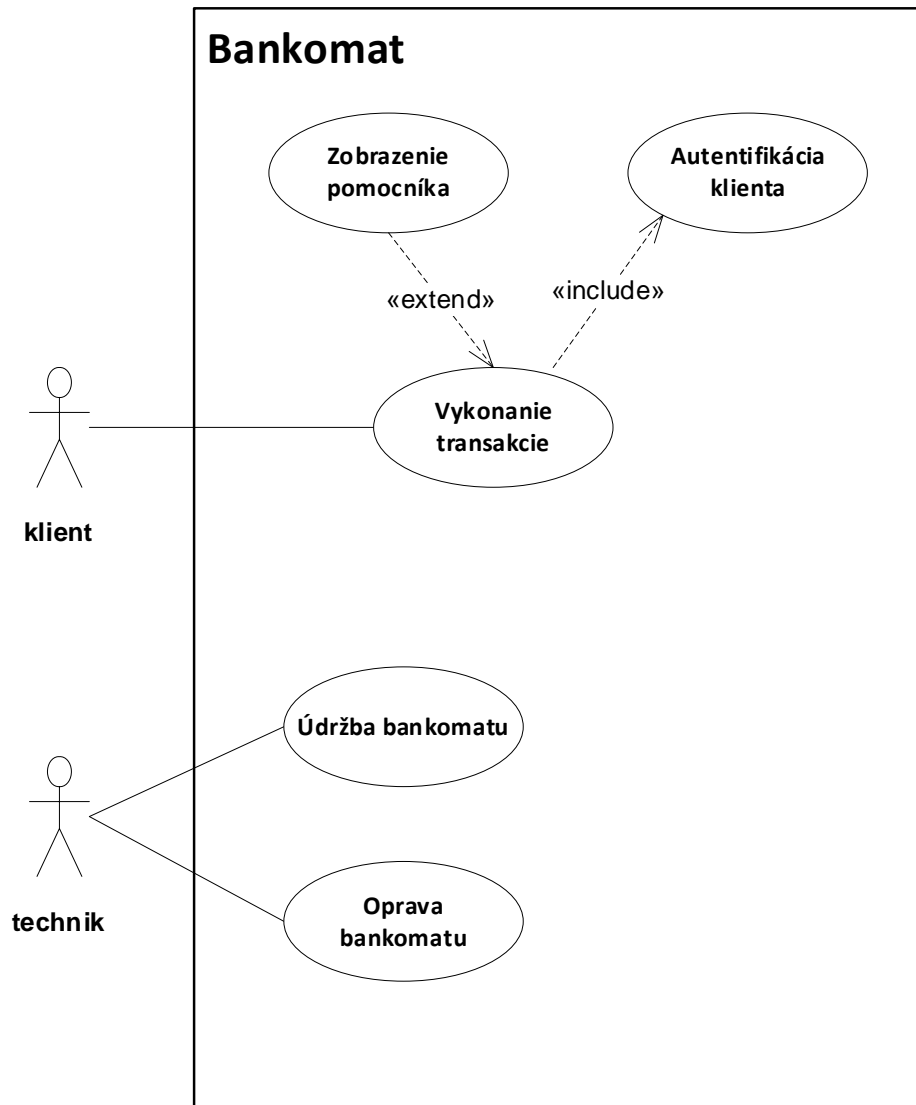 Bankomat
Zobrazenie
pomocníka
Autentifikácia
klienta
«extend»
«include»
Vykonanie
transakcie
klient
Údržba bankomatu
technik
Oprava
bankomatu